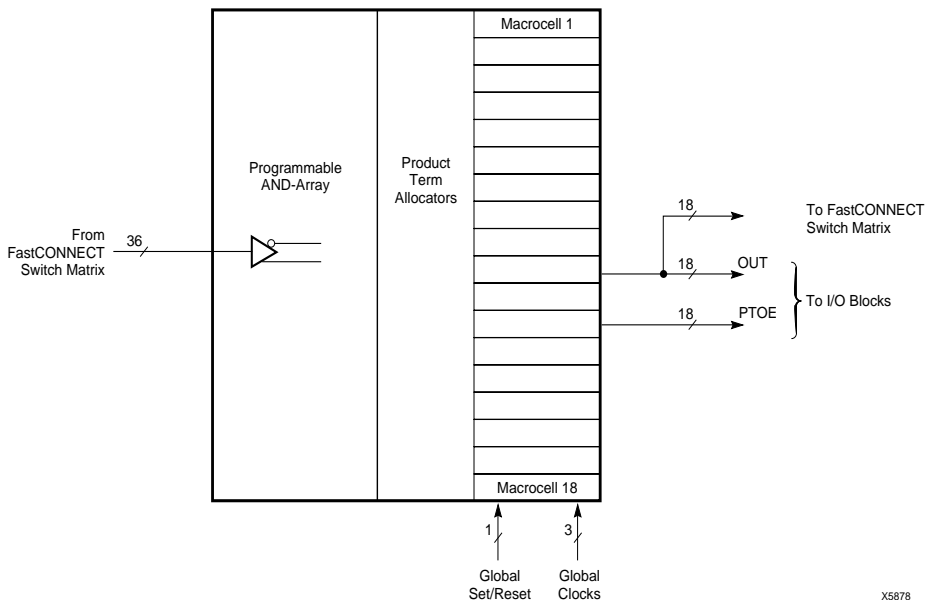 Macrocell 1
Programmable
AND-Array
Product
Term
Allocators
From
FastCONNECT
Switch Matrix
36
18
To FastCONNECT
Switch Matrix
18
OUT
To I/O Blocks
18
PTOE
Macrocell 18
1
3
Global
Set/Reset
Global
Clocks
X5878